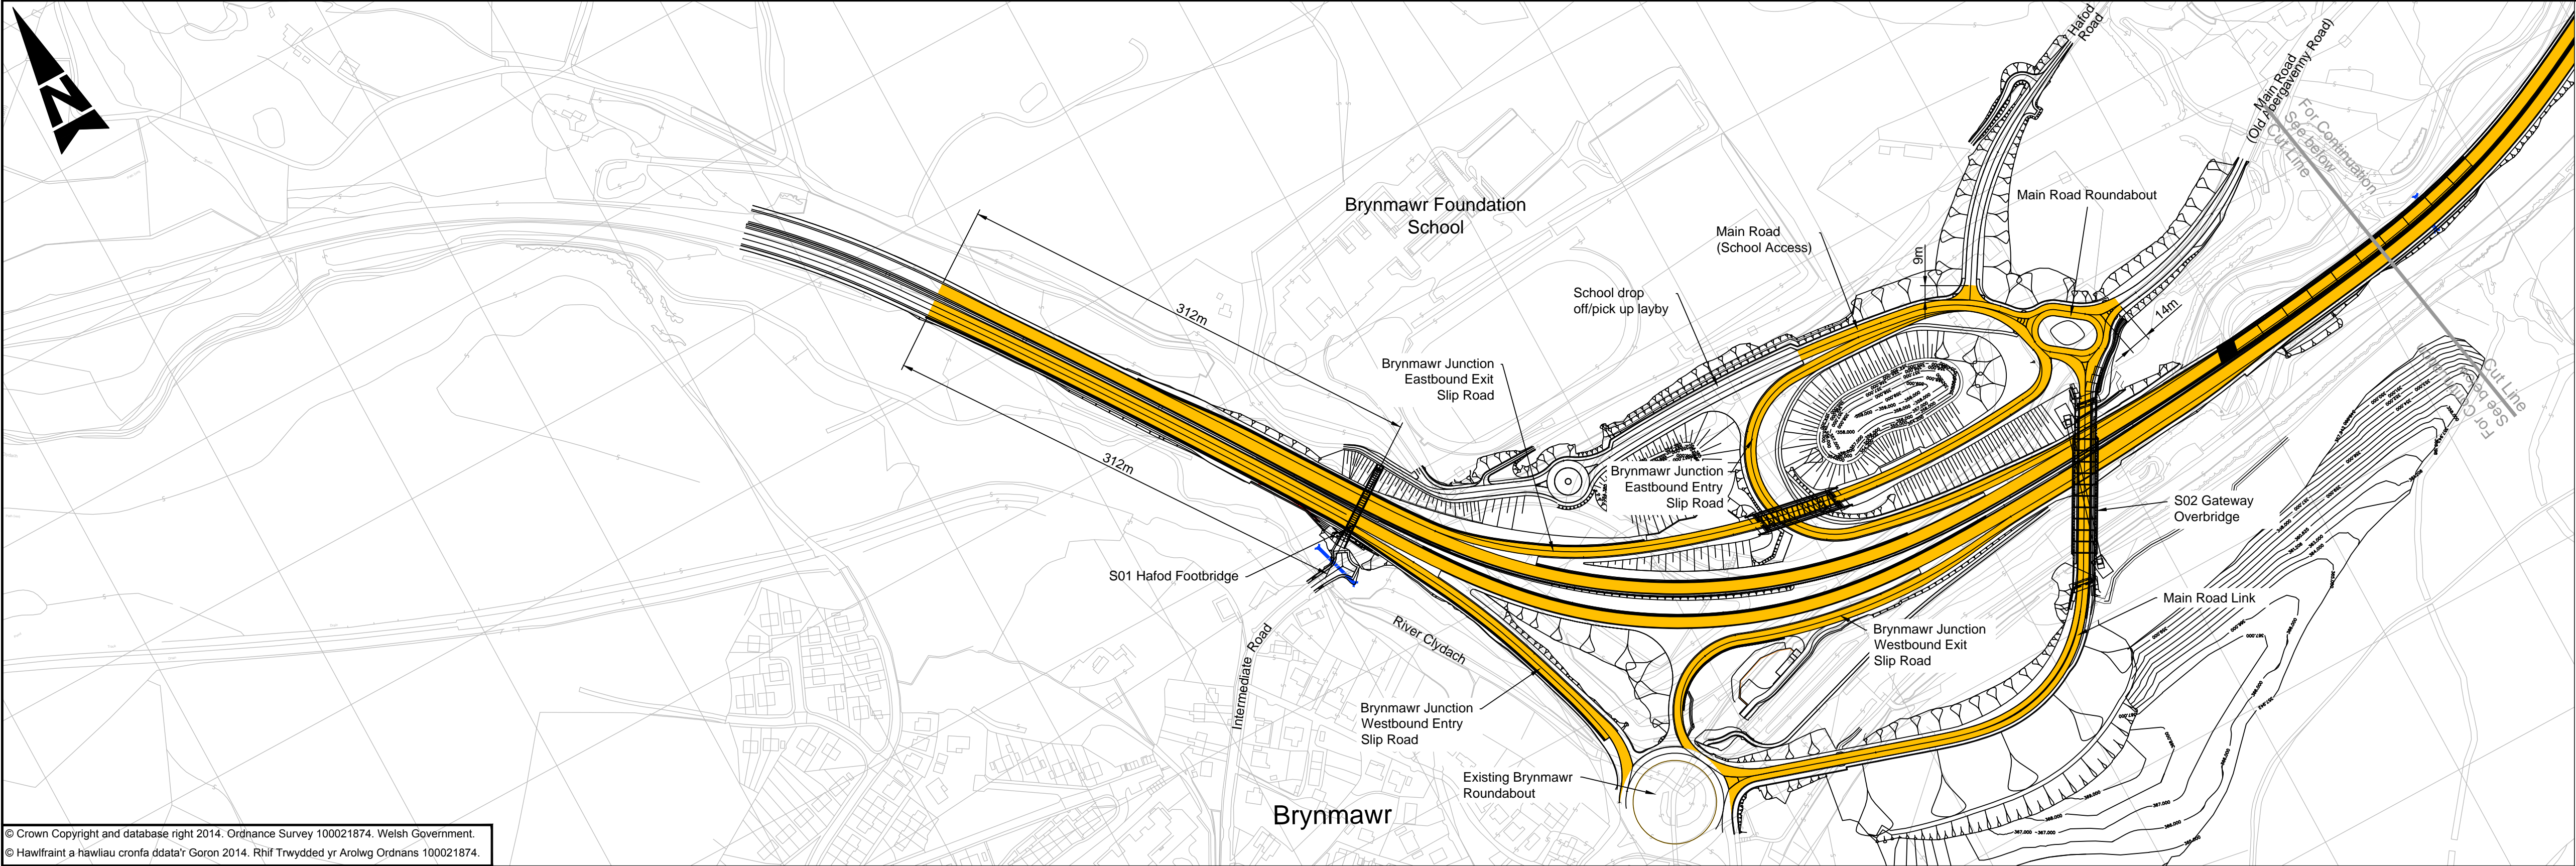 N
Hafod
Road
Main Road
(Old Abergavenny Road)
For Continuation
See below
Cut Line
Main Road Roundabout
Brynmawr Foundation
School
Main Road
(School Access)
9m
School drop
off/pick up layby
14m
312m
Brynmawr Junction
Eastbound Exit
Slip Road
312m
Brynmawr Junction
Eastbound Entry
Slip Road
Cut Line
See below
S02 Gateway
Overbridge
S01 Hafod Footbridge
Main Road Link
River Clydach
Intermediate Road
Brynmawr Junction
Westbound Exit
Slip Road
Brynmawr Junction
Westbound Entry
Slip Road
Existing Brynmawr
Roundabout
Brynmawr
© Crown Copyright and database right 2014. Ordnance Survey 100021874. Welsh Government.
© Hawlfraint a hawliau cronfa ddata'r Goron 2014. Rhif Trwydded yr Arolwg Ordnans 100021874.